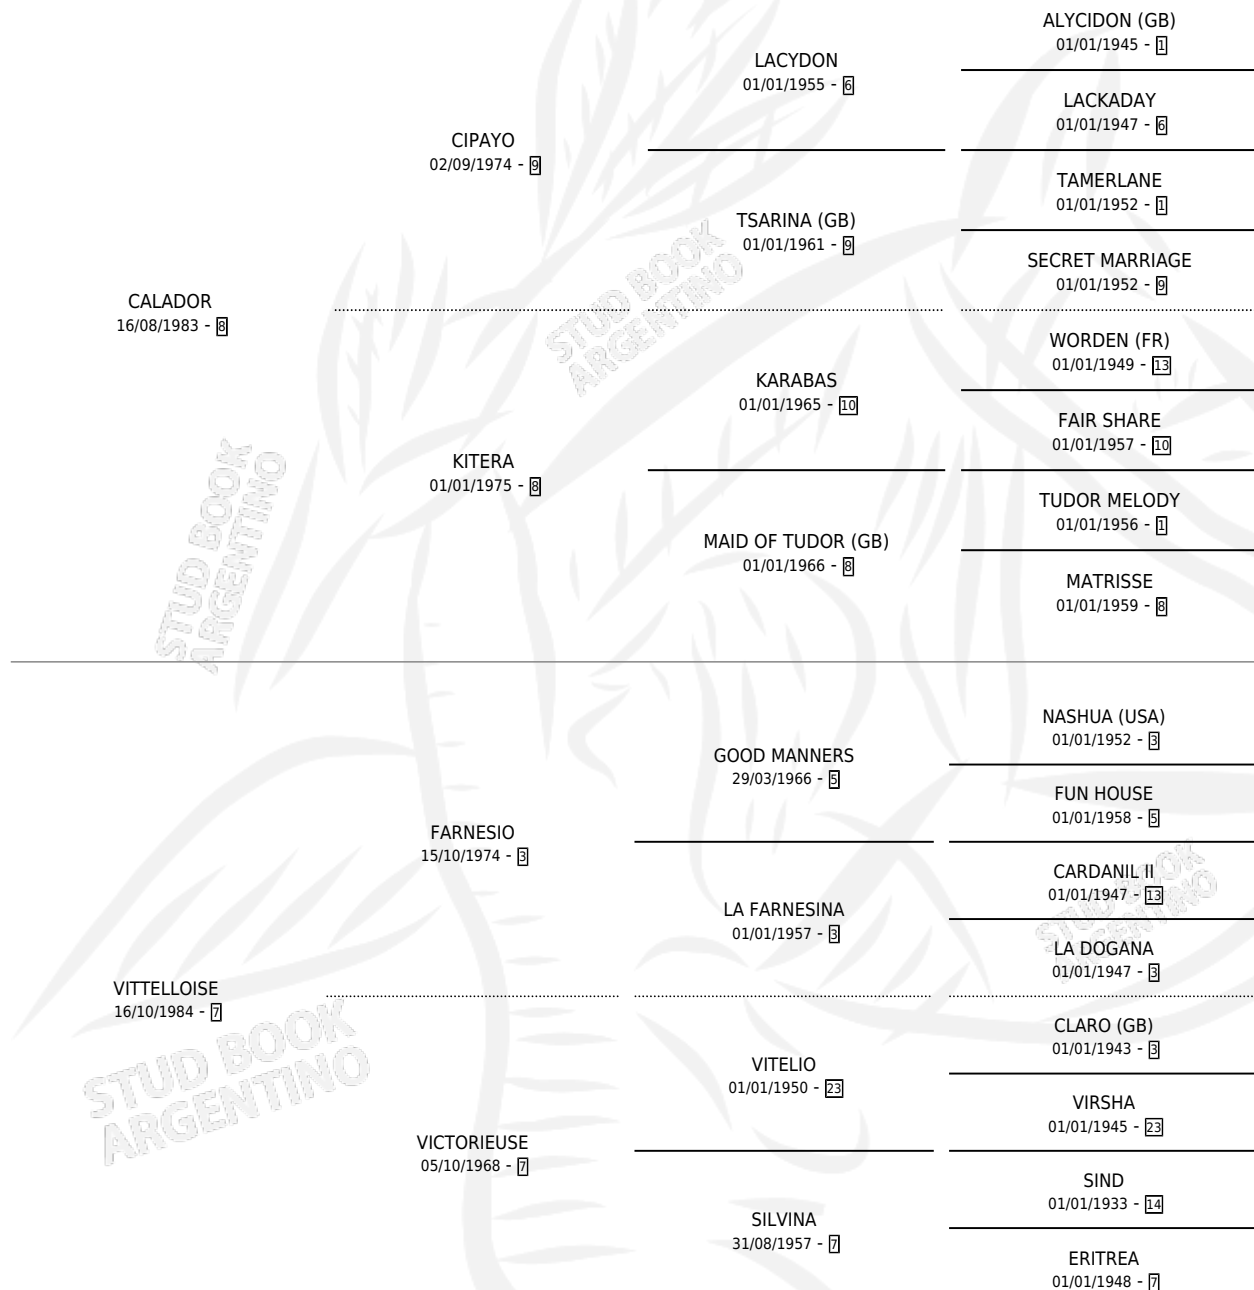 ALYCIDON (GB)
01/01/1945 - 1
LACYDON
01/01/1955 - 6
LACKADAY
01/01/1947 - 6
CIPAYO
02/09/1974 - 9
TAMERLANE
01/01/1952 - 1
TSARINA (GB)
01/01/1961 - 9
SECRET MARRIAGE
01/01/1952 - 9
CALADOR
16/08/1983 - 8
WORDEN (FR)
01/01/1949 - 13
KARABAS
01/01/1965 - 10
FAIR SHARE
01/01/1957 - 10
KITERA
01/01/1975 - 8
TUDOR MELODY
01/01/1956 - 1
MAID OF TUDOR (GB)
01/01/1966 - 8
MATRISSE
01/01/1959 - 8
STUD BOOK
ARGENTINO
STUD BOOK
ARGENTINO
NASHUA (USA)
01/01/1952 - 3
GOOD MANNERS
29/03/1966 - 5
FUN HOUSE
01/01/1958 - 5
FARNESIO
15/10/1974 - 3
CARDANIL II
01/01/1947 - 13
LA FARNESINA
01/01/1957 - 3
LA DOGANA
01/01/1947 - 3
STUD BOOK
ARGENTINO
VITTELLOISE
16/10/1984 - 7
CLARO (GB)
01/01/1943 - 3
VITELIO
01/01/1950 - 23
VIRSHA
01/01/1945 - 23
VICTORIEUSE
05/10/1968 - 7
SIND
01/01/1933 - 14
SILVINA
31/08/1957 - 7
ERITREA
01/01/1948 - 7
STUD BOOK
ARGENTINO